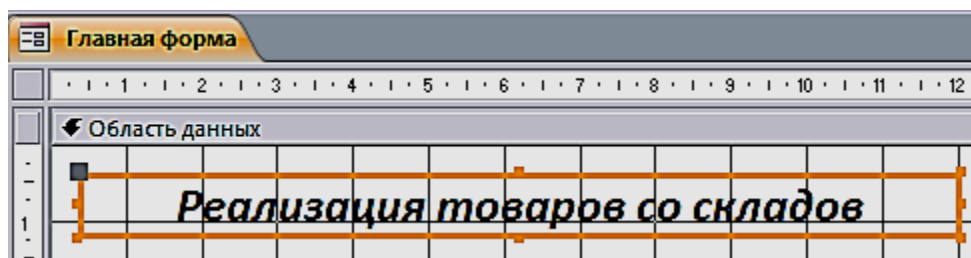 Главная форма
1 2 3 4 5 6 7 8 9 10 11 12
Область данных
1
Реализация товаров со складов